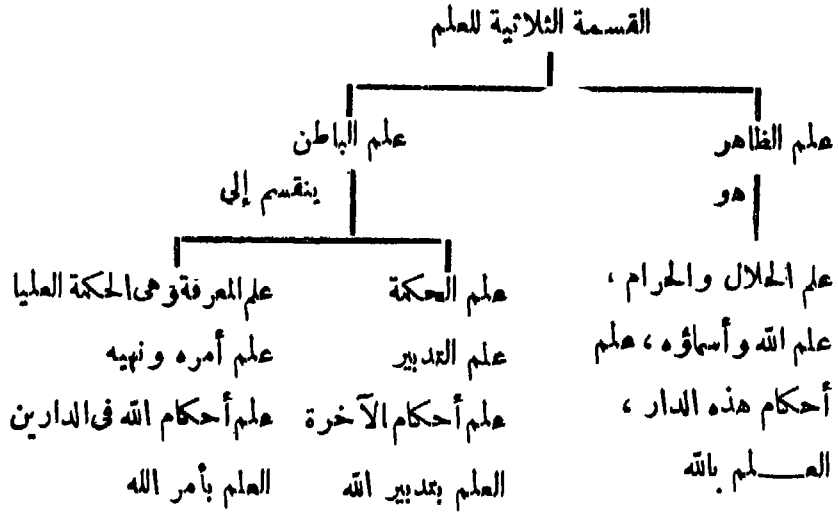 القسمة الثلاثية للعلم
علم الظاهر
علم الباطن
هو
ينقسم إلى
علم الحلال والحرام ،
علم الله وأسماؤه ، علم
أحكام هذه الدار ،
العـــلم بالله
علم الحكمة
علم التدبير
علم أحكام الآخرة
العلم بتدبير الله
علم المعرفة وهى الحكمة العليا
علم أمره ونهيه
علم أحكام الله فى الدارين
العلم بأمر الله